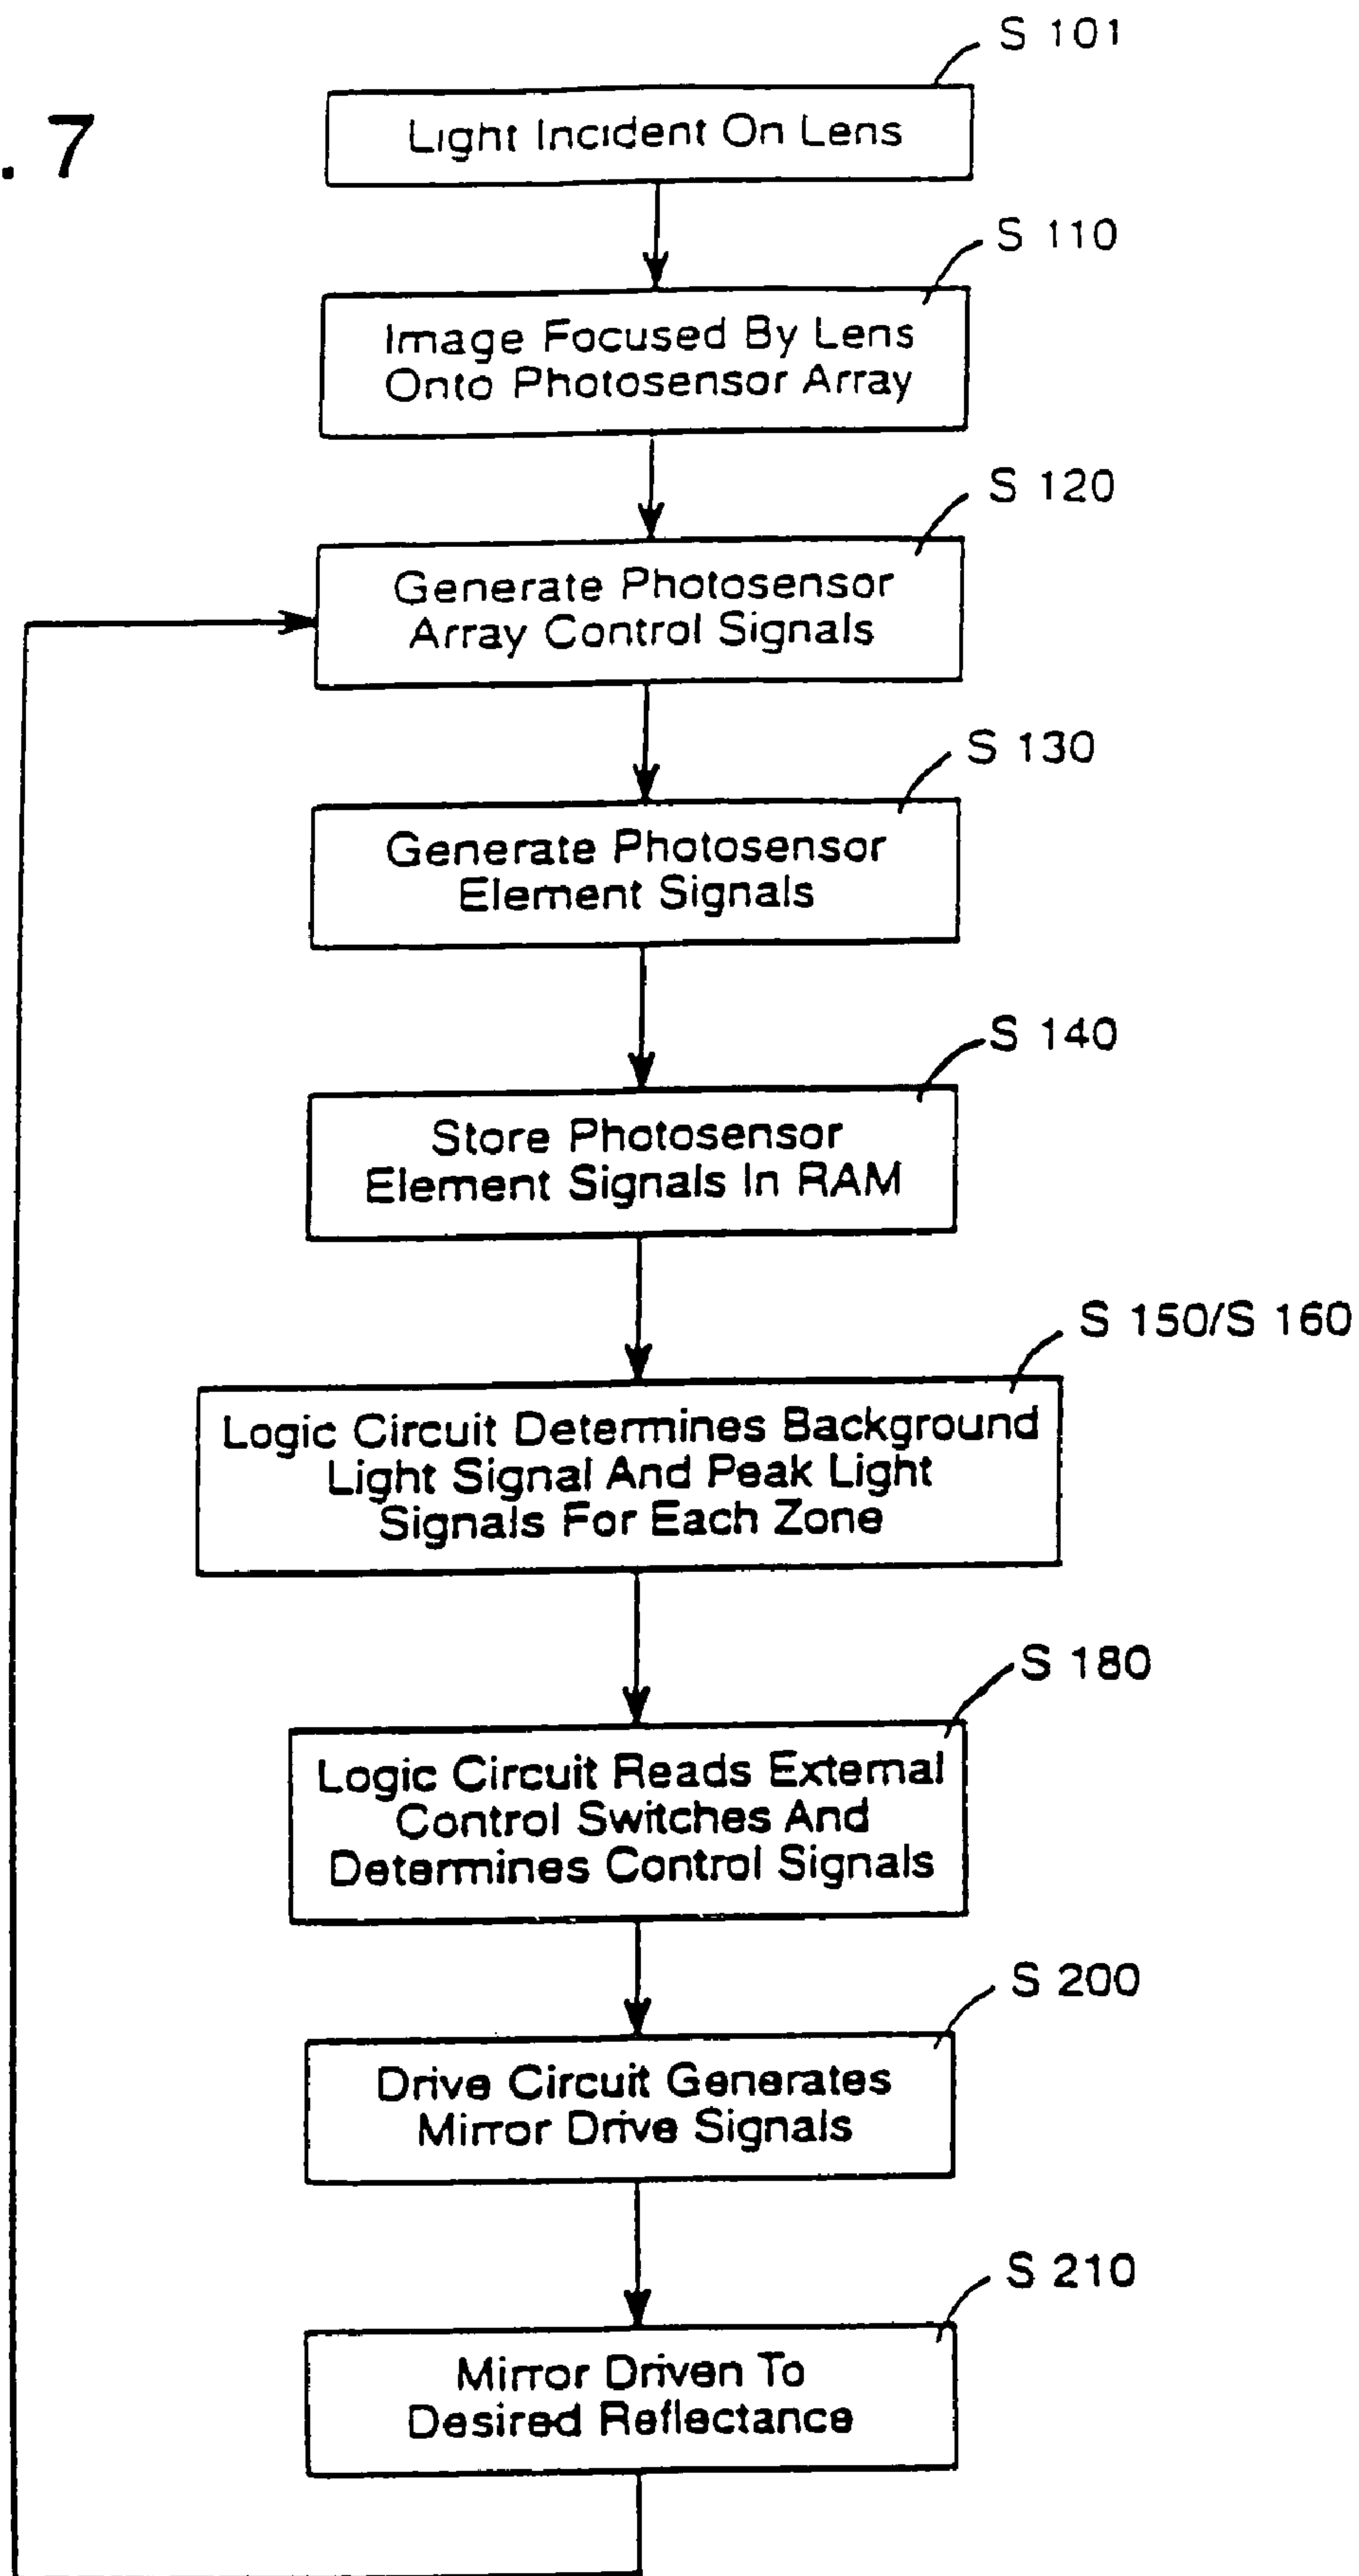 . 7
S 101
Light Incident On Lens
S 110
Image Focused By Lens
Onto Photosensor Array
S 120
Generate Photosensor
Array Control Signals
S 130
Generate Photosensor
Element Signals
S 140
Store Photosensor
Element Signals In RAM
S 150/S 160
Logic Circuit Determines Background
Light Signal And Peak Light
Signals For Each Zone
S 180
Logic Circuit Reads External
Control Switches And
Determines Control Signals
S 200
Drive Circuit Generates
Mirror Drive Signals
S 210
Mirror Driven To
Desired Reflectance